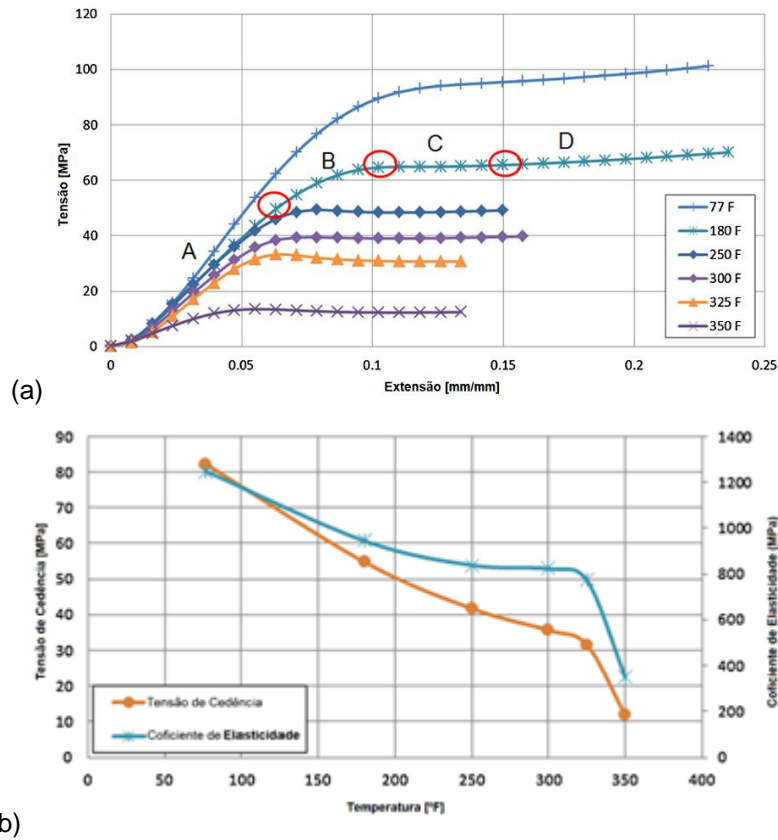 120
100
80
60
40
20
0
Tensão [MPa]
0
0.05
0.1
0.15
0.2
0.25
Extensão [mm/mm]
A
B
C
D
77 F
180 F
250 F
300 F
325 F
350 F
(a)
90
80
70
60
50
40
30
20
10
0
Tensão de Cedência [MPa]
1400
1200
1000
800
600
400
200
0
Coficiente de Elasticidade (MPa)
Tensão de Cedência
Coficiente de Elasticidade
0
50
100
150
200
250
300
350
400
Temperatura [ºF]
b)